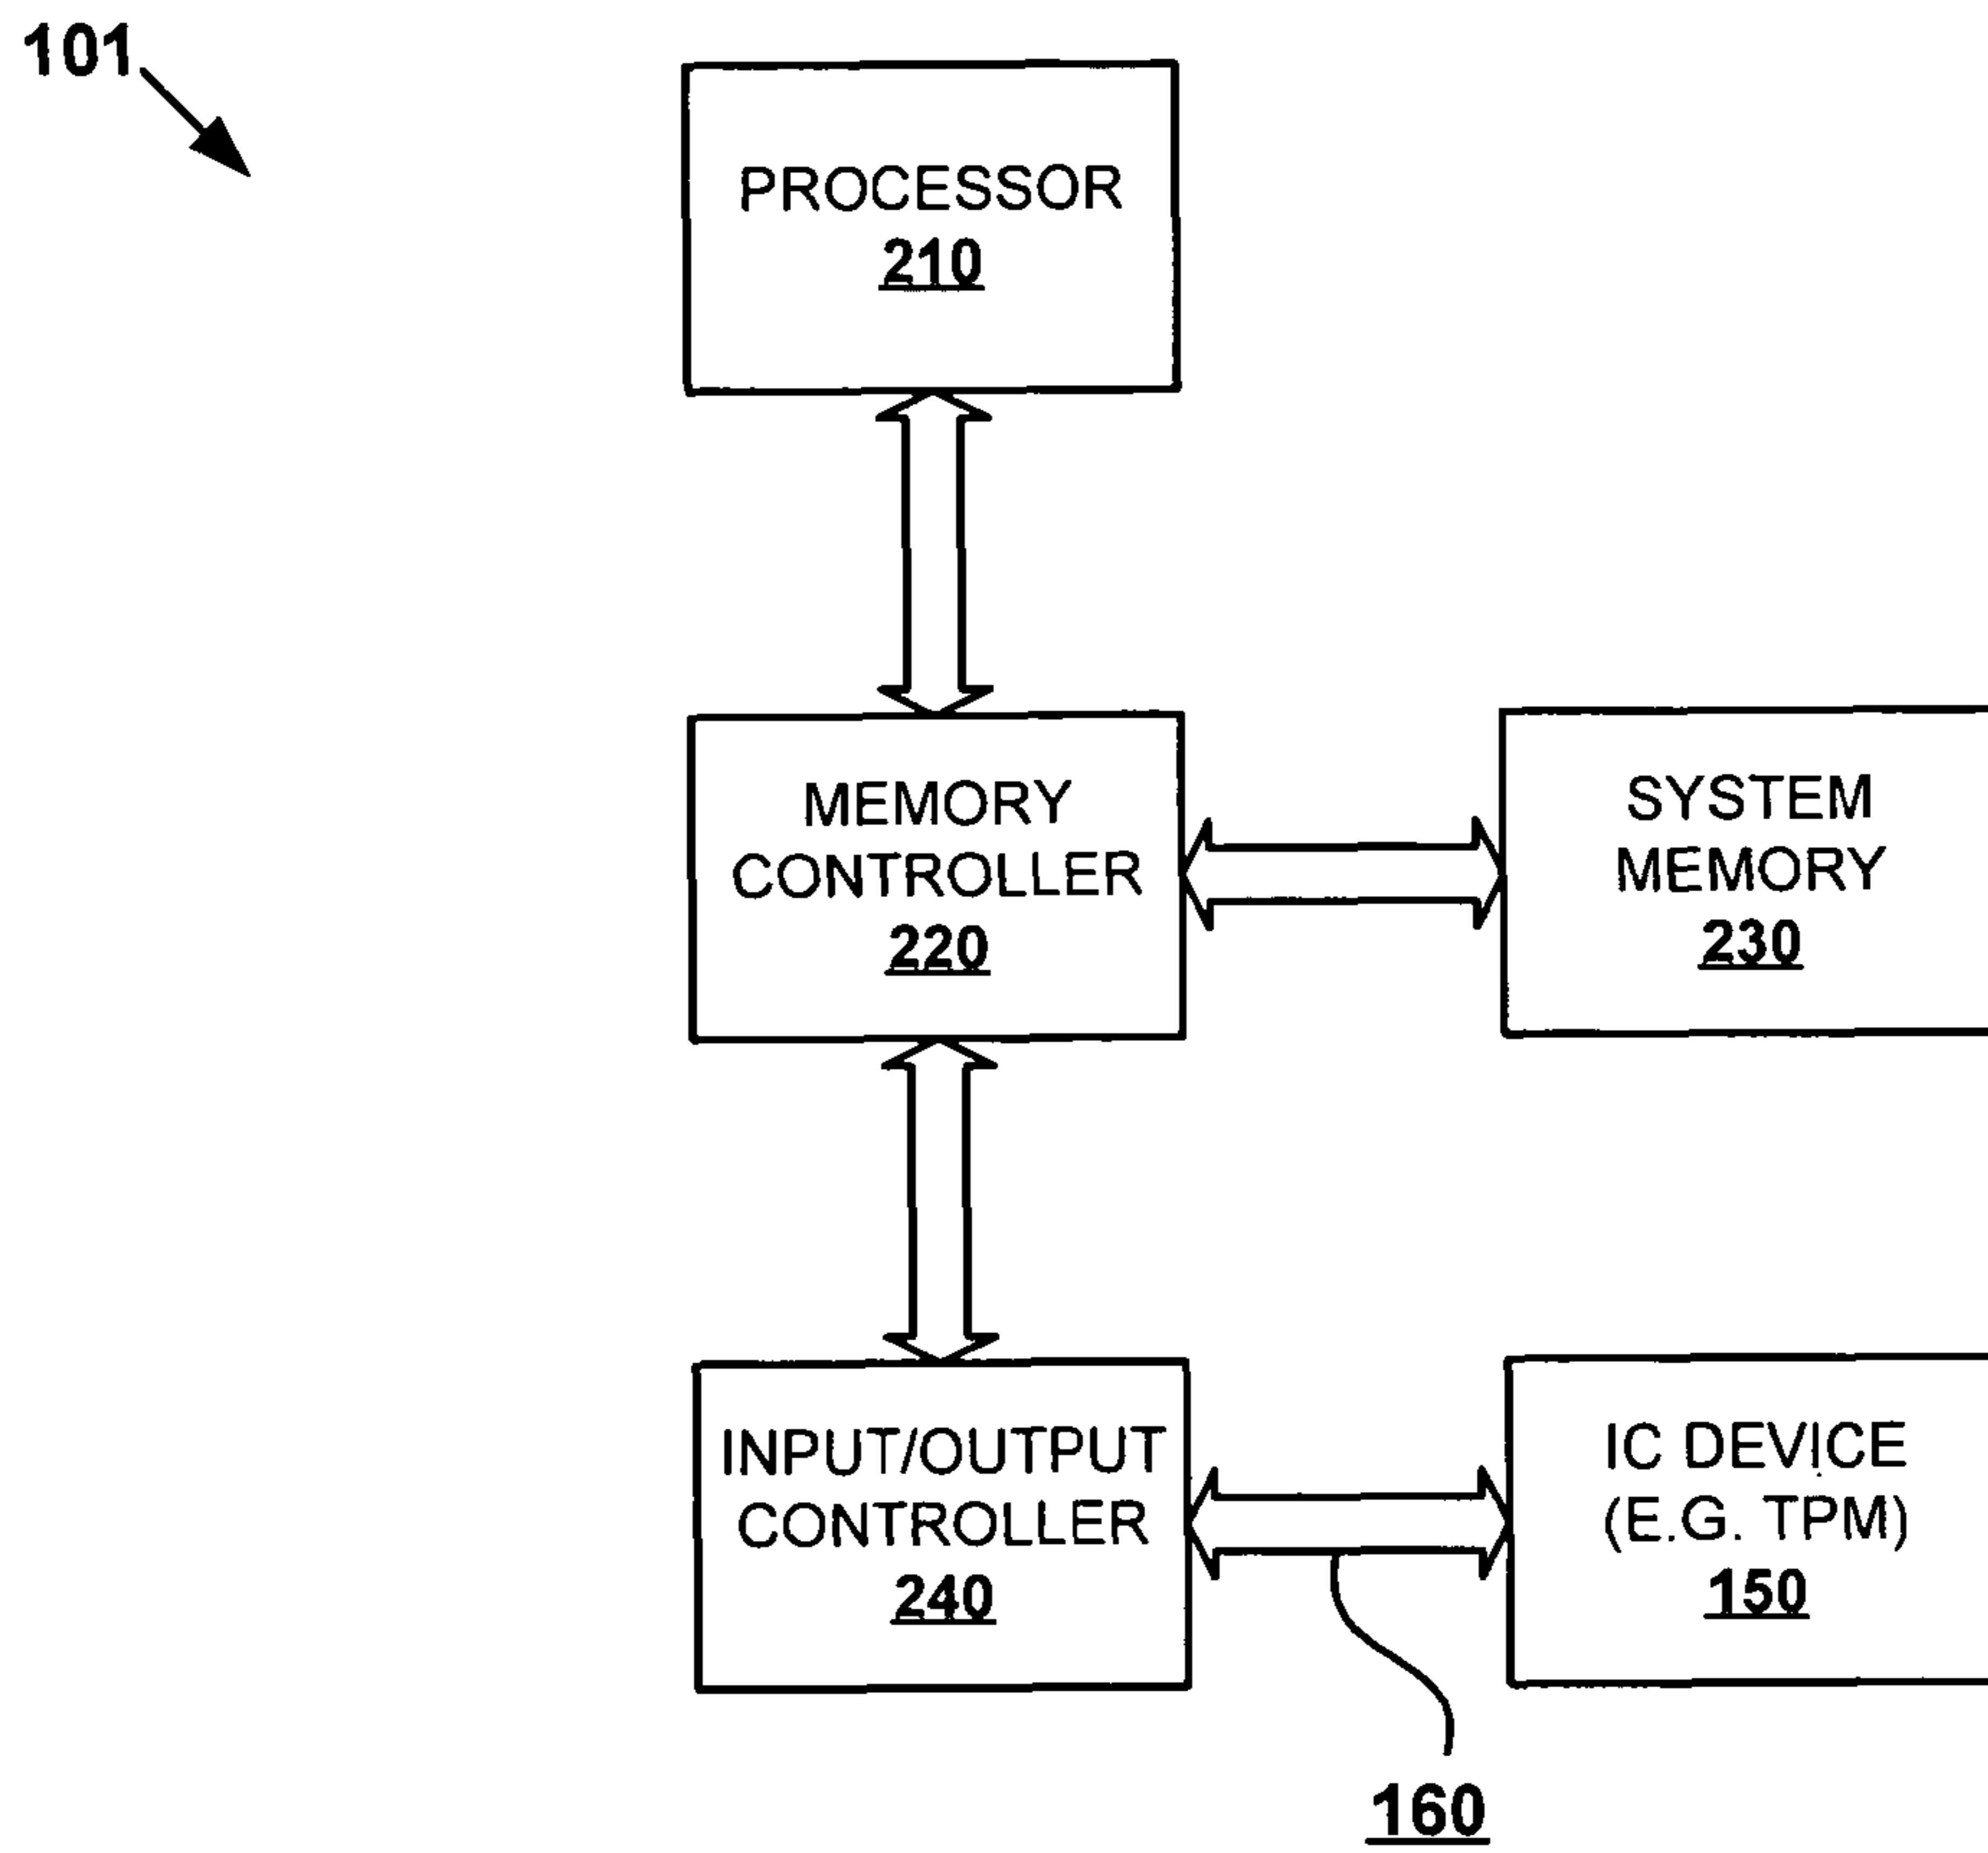 101
PROCESSOR
210
MEMORY
CONTROLLER
220
SYSTEM
MEMORY
230
INPUT/OUTPUT
CONTROLLER
240
IC DEVICE
(E.G. TPM)
150
160